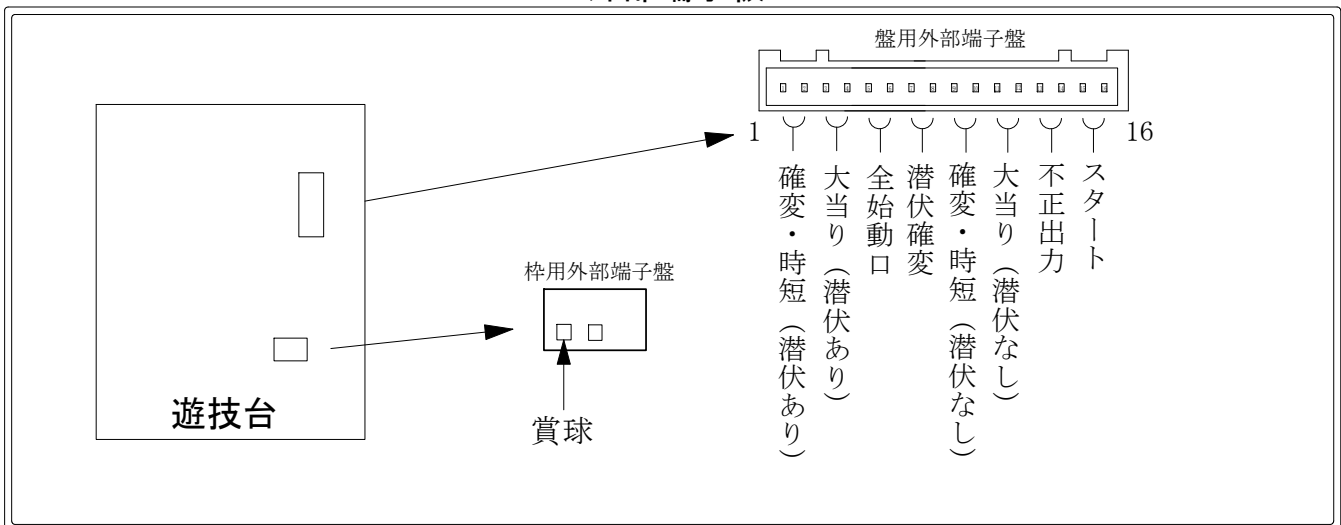 盤用外部端子盤
1
16
確変・時短(潜伏あり)
大当り(潜伏あり)
全始動口
潜伏確変
確変・時短(潜伏なし)
大当り(潜伏なし)
不正出力
スタート
枠用外部端子盤
賞球
遊技台